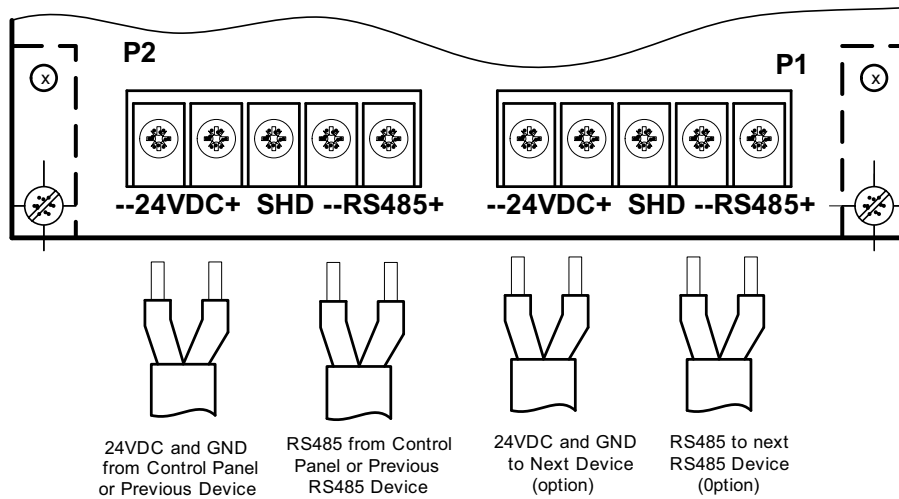 P2
P1
x
x
--24VDC+ SHD --RS485+
--24VDC+ SHD --RS485+
24VDC and GND
from Control Panel
or Previous Device
RS485 from Control
Panel or Previous
RS485 Device
24VDC and GND
to Next Device
(option)
RS485 to next
RS485 Device
(0ption)